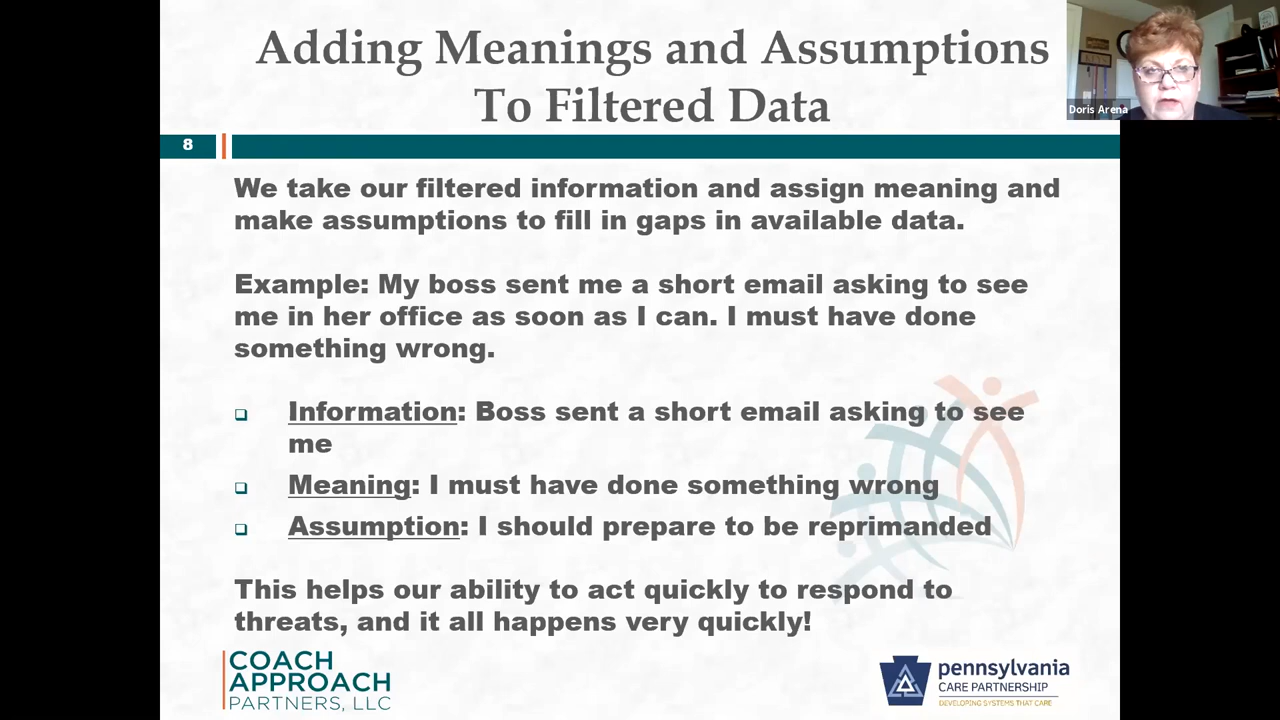 Adding Meanings and Assumptions
To Filtered Data
Doris Arena
8
We take our filtered information and assign meaning and
make assumptions to fill in gaps in available data.
Example: My boss sent me a short email asking to see
me in her office as soon as I can. I must have done
something wrong.
Information: Boss sent a short email asking to see
me
Meaning: I must have done something wrong
Assumption: I should prepare to be reprimanded
This helps our ability to act quickly to respond to
threats, and it all happens very quickly!
COACH
APPROACH
PARTNERS, LLC
pennsylvania
CARE PARTNERSHIP
DEVELOPING SYSTEMS THAT CARE